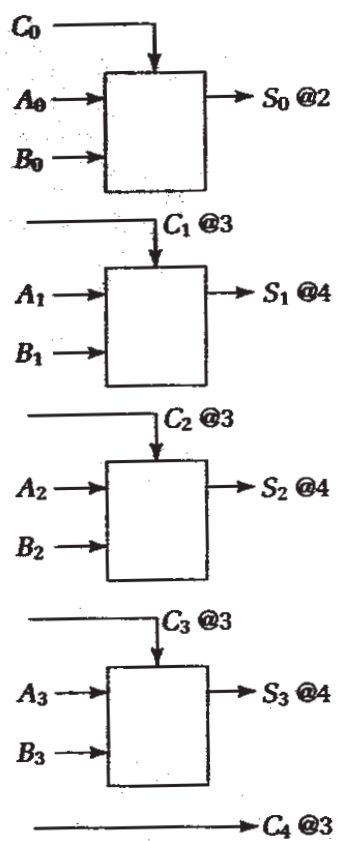 C₀
A₀ S₀ @2
B₀
C₁ @3
A₁ S₁ @4
B₁
C₂ @3
A₂ S₂ @4
B₂
C₃ @3
A₃ S₃ @4
B₃
C₄ @3